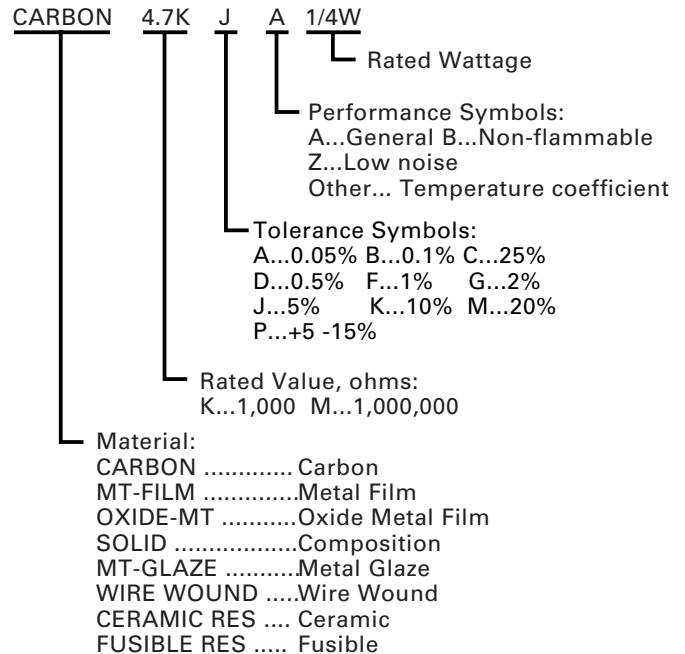 CARBON 4.7K J A 1/4W
Rated Wattage
Performance Symbols:
A...General B...Non-flammable
Z...Low noise
Other... Temperature coefficient
Tolerance Symbols:
A...0.05% B...0.1% C...25%
D...0.5% F...1% G...2%
J...5% K...10% M...20%
P...+5 -15%
Rated Value, ohms:
K...1,000 M...1,000,000
Material:
CARBON ............. Carbon
MT-FILM ..............Metal Film
OXIDE-MT ...........Oxide Metal Film
SOLID ..................Composition
MT-GLAZE ...........Metal Glaze
WIRE WOUND .....Wire Wound
CERAMIC RES .... Ceramic
FUSIBLE RES ..... Fusible